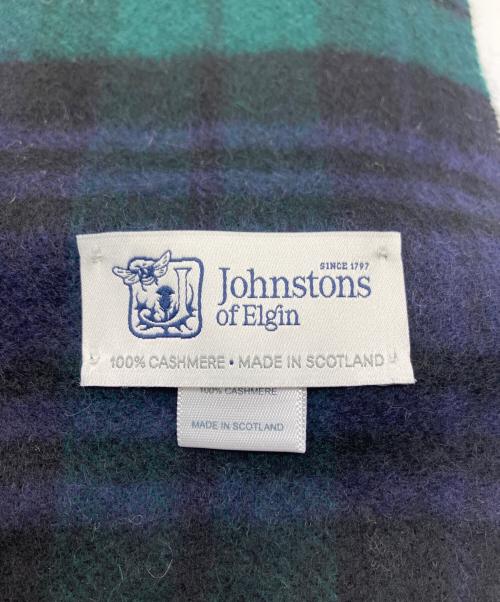 SINCE 1797
Johnstons
of Elgin
100% CASHMERE • MADE IN SCOTLAND
100% CASHMERE
MADE IN SCOTLAND